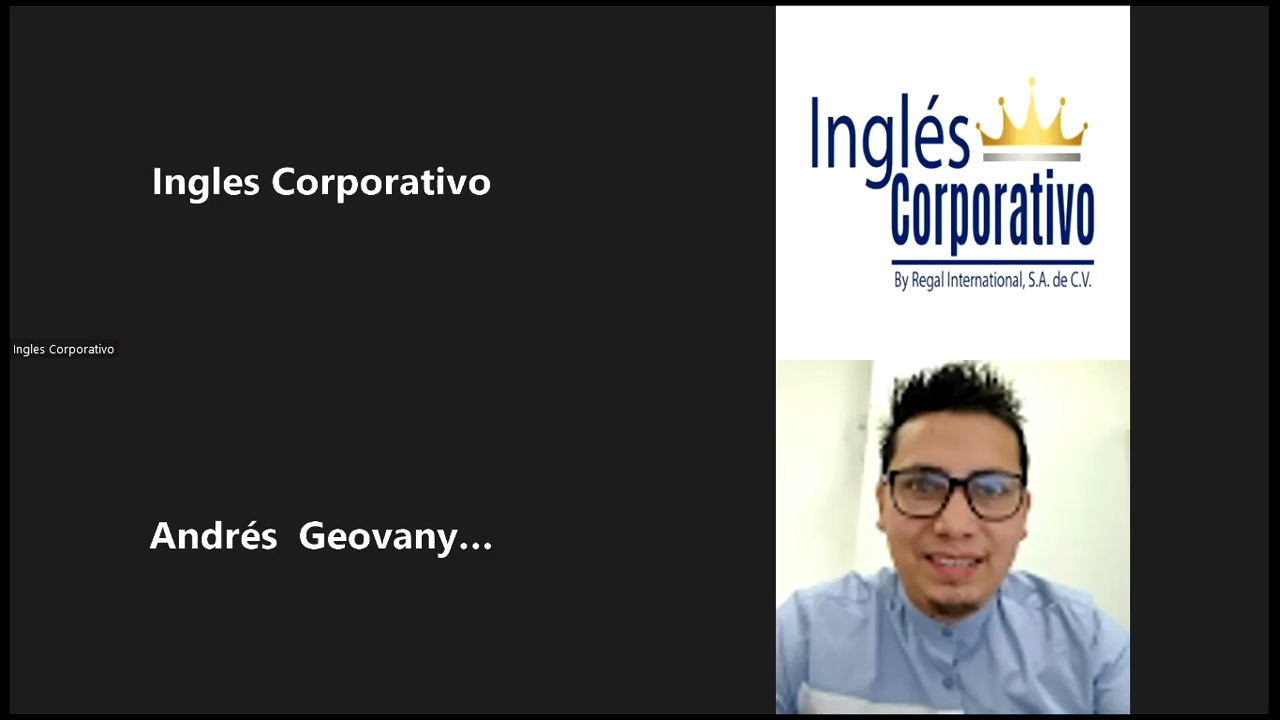 Ingles Corporativo
Inglés
Corporativo
By Regal International, S.A. de C.V.
Ingles Corporativo
Andrés  Geovany...